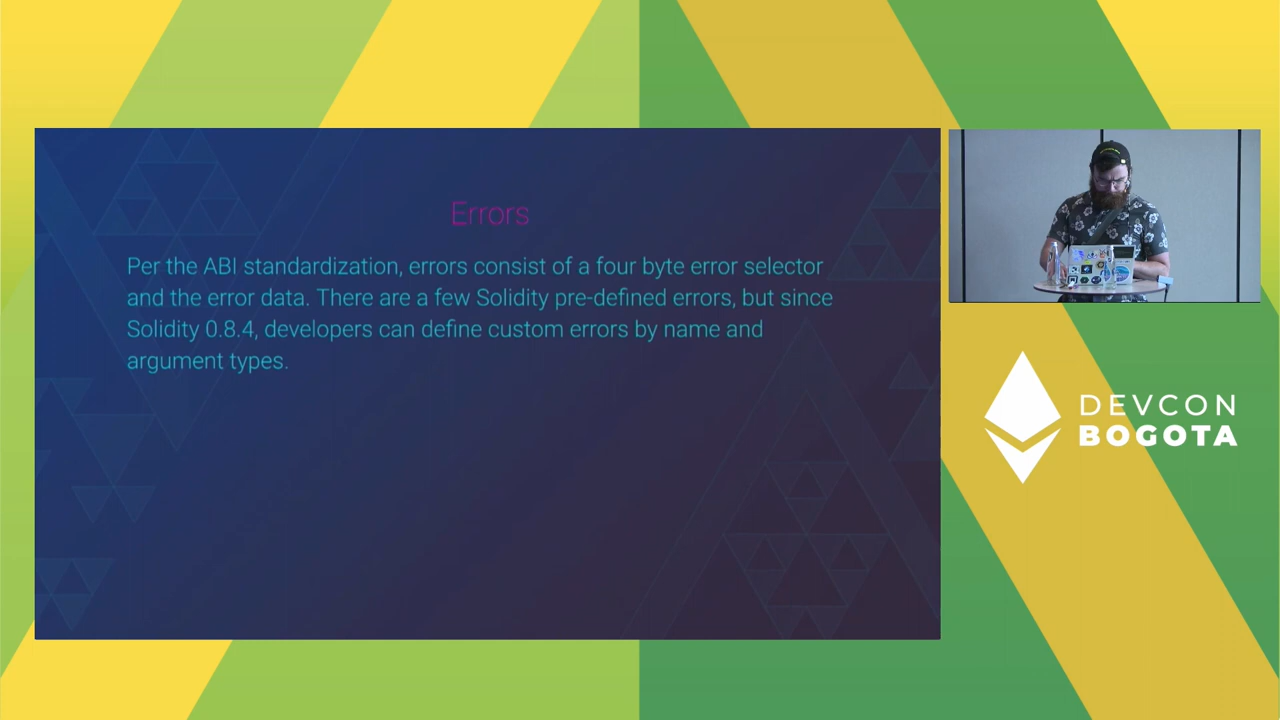 Errors
Per the ABI standardization, errors consist of a four byte error selector
and the error data. There are a few Solidity pre-defined errors, but since
Solidity 0.8.4, developers can define custom errors by name and
argument types.
DEVCON
BOGOTA